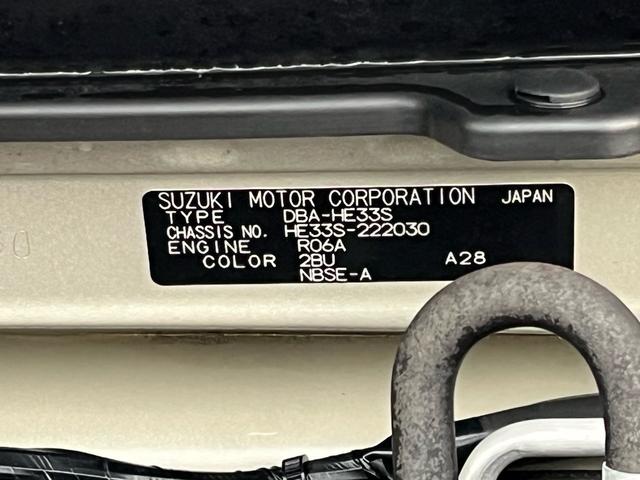 SUZUKI MOTOR CORPORATION JAPAN
TYPE DBA-HE33S
CHASSIS NO. HE33S-222030
ENGINE R06A
COLOR 2BU A28
NBSE-A